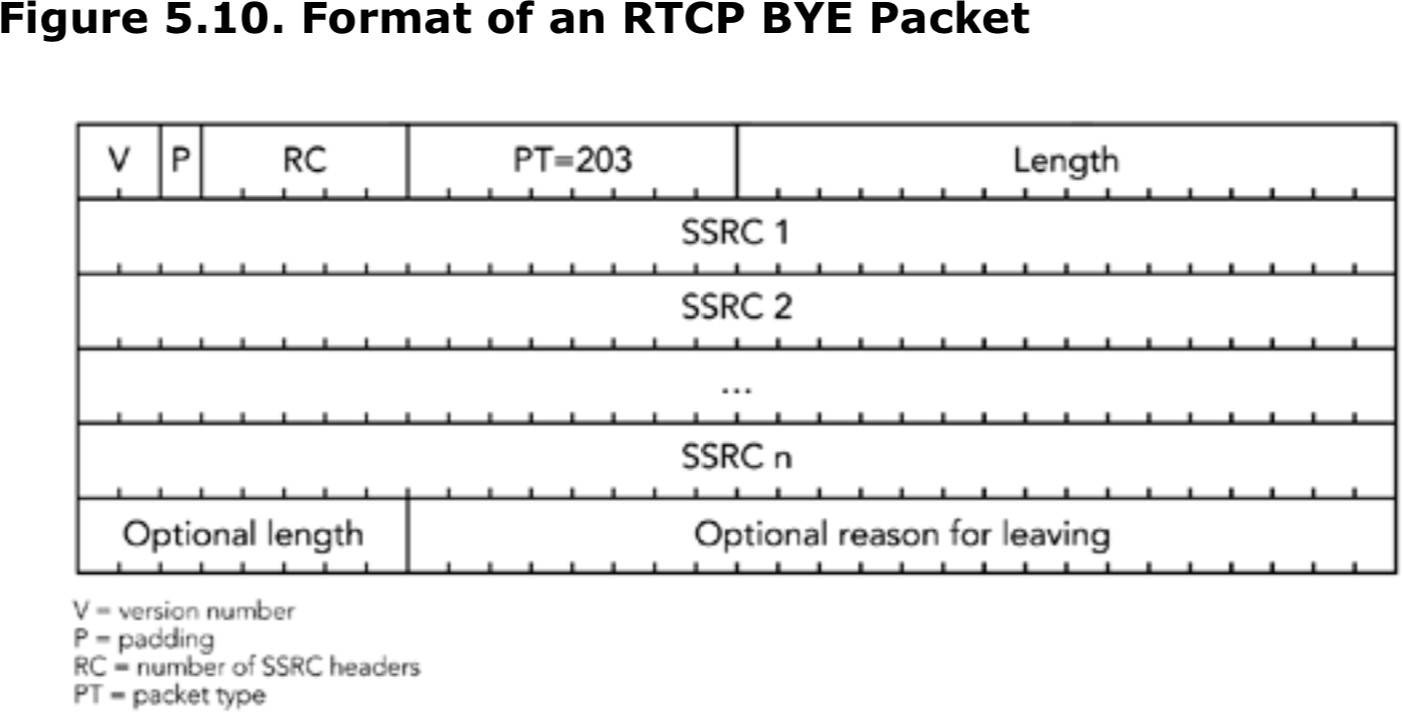 Figure 5.10. Format of an RTCP BYE Packet
V P RC PT=203 Length
SSRC 1
SSRC 2
...
SSRC n
Optional length Optional reason for leaving
V = version number
P = padding
RC = number of SSRC headers
PT = packet type